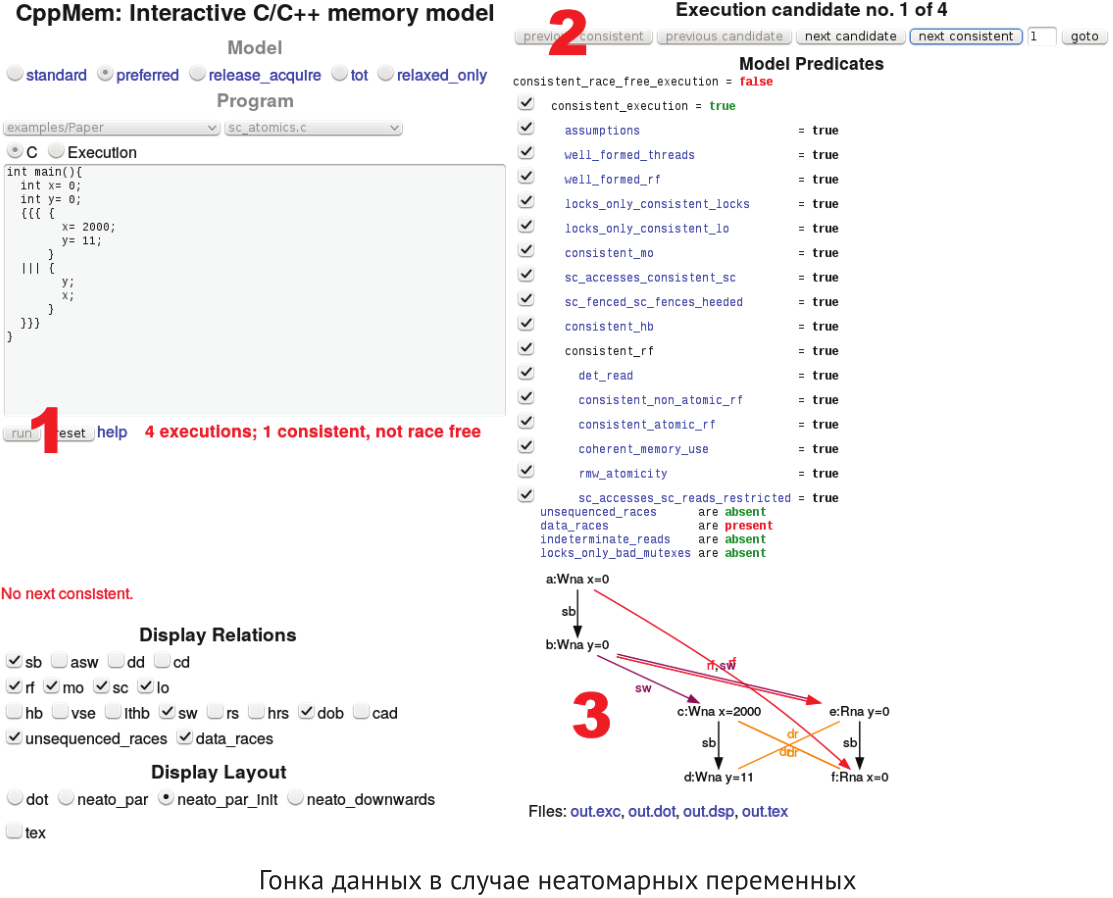 CppMem: Interactive C/C++ memory model
Model
standard preferred release_acquire tot relaxed_only
Program
examples/Paper sc_atomics.c
C Execution
int main(){
int x= 0;
int y= 0;
{{{ {
x= 2000;
y= 11;
}
||| {
y;
x;
}
}}}
}
1
run reset help 4 executions; 1 consistent, not race free
No next consistent.
Display Relations
sb asw dd cd
rf mo sc lo
hb vse lthb sw rs hrs dob cad
unsequenced_races data_races
Display Layout
dot neato_par neato_par_init neato_downwards
tex
2
Execution candidate no. 1 of 4
previous consistent previous candidate next candidate next consistent 1 goto
Model Predicates
consistent_race_free_execution = false
consistent_execution = true
assumptions = true
well_formed_threads = true
well_formed_rf = true
locks_only_consistent_locks = true
locks_only_consistent_lo = true
consistent_mo = true
sc_accesses_consistent_sc = true
sc_fenced_sc_fences_heeded = true
consistent_hb = true
consistent_rf = true
det_read = true
consistent_non_atomic_rf = true
consistent_atomic_rf = true
coherent_memory_use = true
rmw_atomicity = true
sc_accesses_sc_reads_restricted = true
unsequenced_races are absent
data_races are present
indeterminate_reads are absent
locks_only_bad_mutexes are absent
a:Wna x=0
sb
b:Wna y=0
rf,sw rf
sw
3
c:Wna x=2000 e:Rna y=0
sb dr sb
dr dr
d:Wna y=11 f:Rna x=0
Files: out.exc, out.dot, out.dsp, out.tex
Гонка данных в случае неатомарных переменных